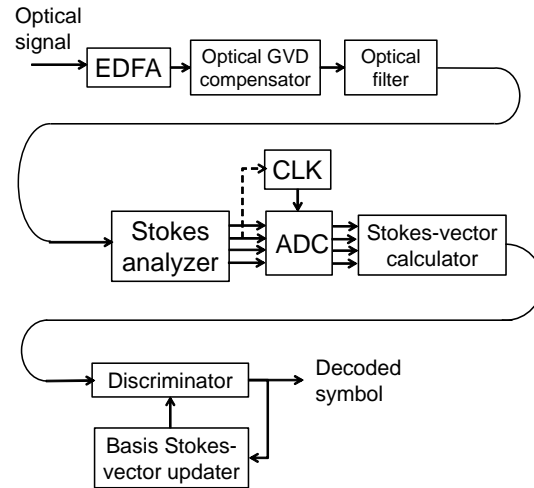 Optical
signal
EDFA
Optical GVD
compensator
Optical
filter
CLK
Stokes
analyzer
ADC
Stokes-vector
calculator
Discriminator
Decoded
symbol
Basis Stokes-
vector updater